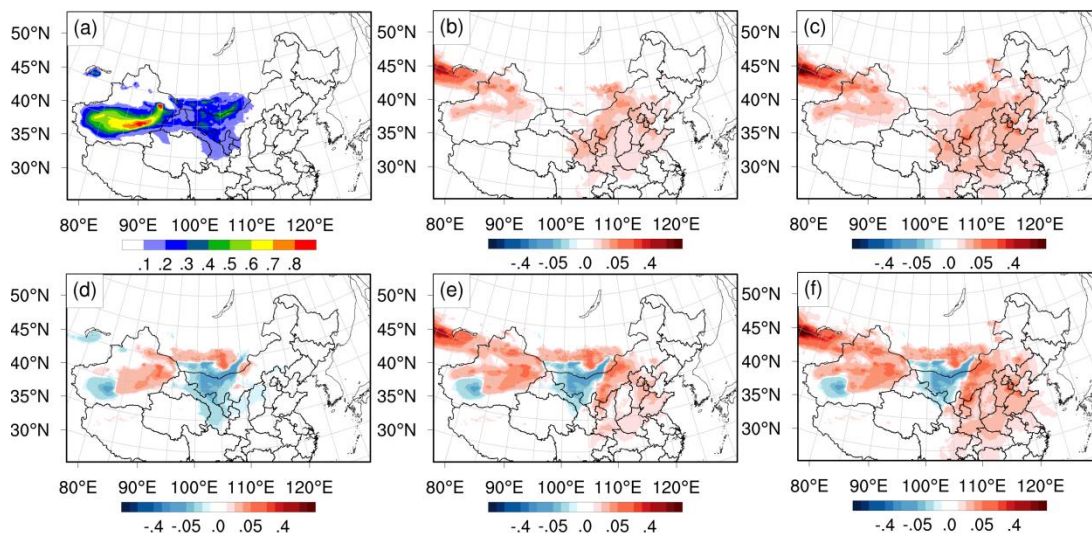 (a) (b) (c)
50°N 50°N 50°N
45°N 45°N 45°N
40°N 40°N 40°N
35°N 35°N 35°N
30°N 30°N 30°N
80°E 90°E 100°E 110°E 120°E 80°E 90°E 100°E 110°E 120°E 80°E 90°E 100°E 110°E 120°E
.1 .2 .3 .4 .5 .6 .7 .8 -.4 -.05 .0 .05 .4 -.4 -.05 .0 .05 .4
(d) (e) (f)
50°N 50°N 50°N
45°N 45°N 45°N
40°N 40°N 40°N
35°N 35°N 35°N
30°N 30°N 30°N
80°E 90°E 100°E 110°E 120°E 80°E 90°E 100°E 110°E 120°E 80°E 90°E 100°E 110°E 120°E
-.4 -.05 .0 .05 .4 -.4 -.05 .0 .05 .4 -.4 -.05 .0 .05 .4